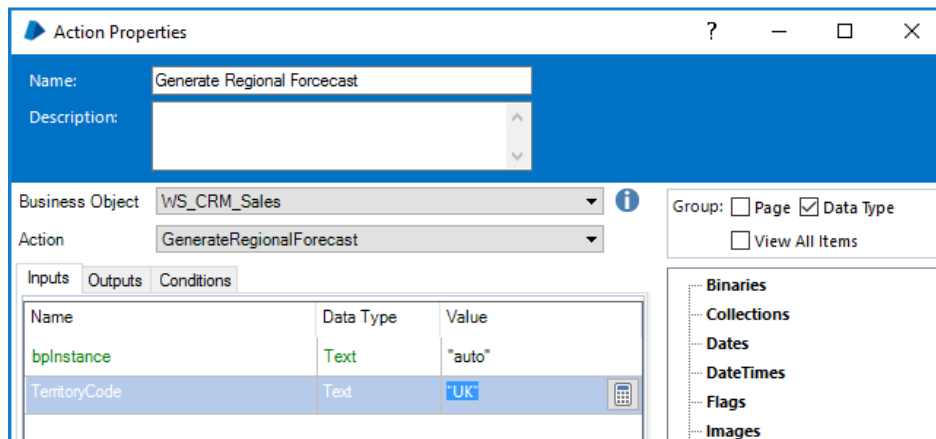 Action Properties
?
Name: Generate Regional Forcecast
Description:
Business Object WS_CRM_Sales
Action GenerateRegionalForecast
Group: Page Data Type
View All Items
Inputs Outputs Conditions
Name Data Type Value
bpInstance Text "auto"
TerritoryCode Text "UK"
Binaries
Collections
Dates
DateTimes
Flags
Images